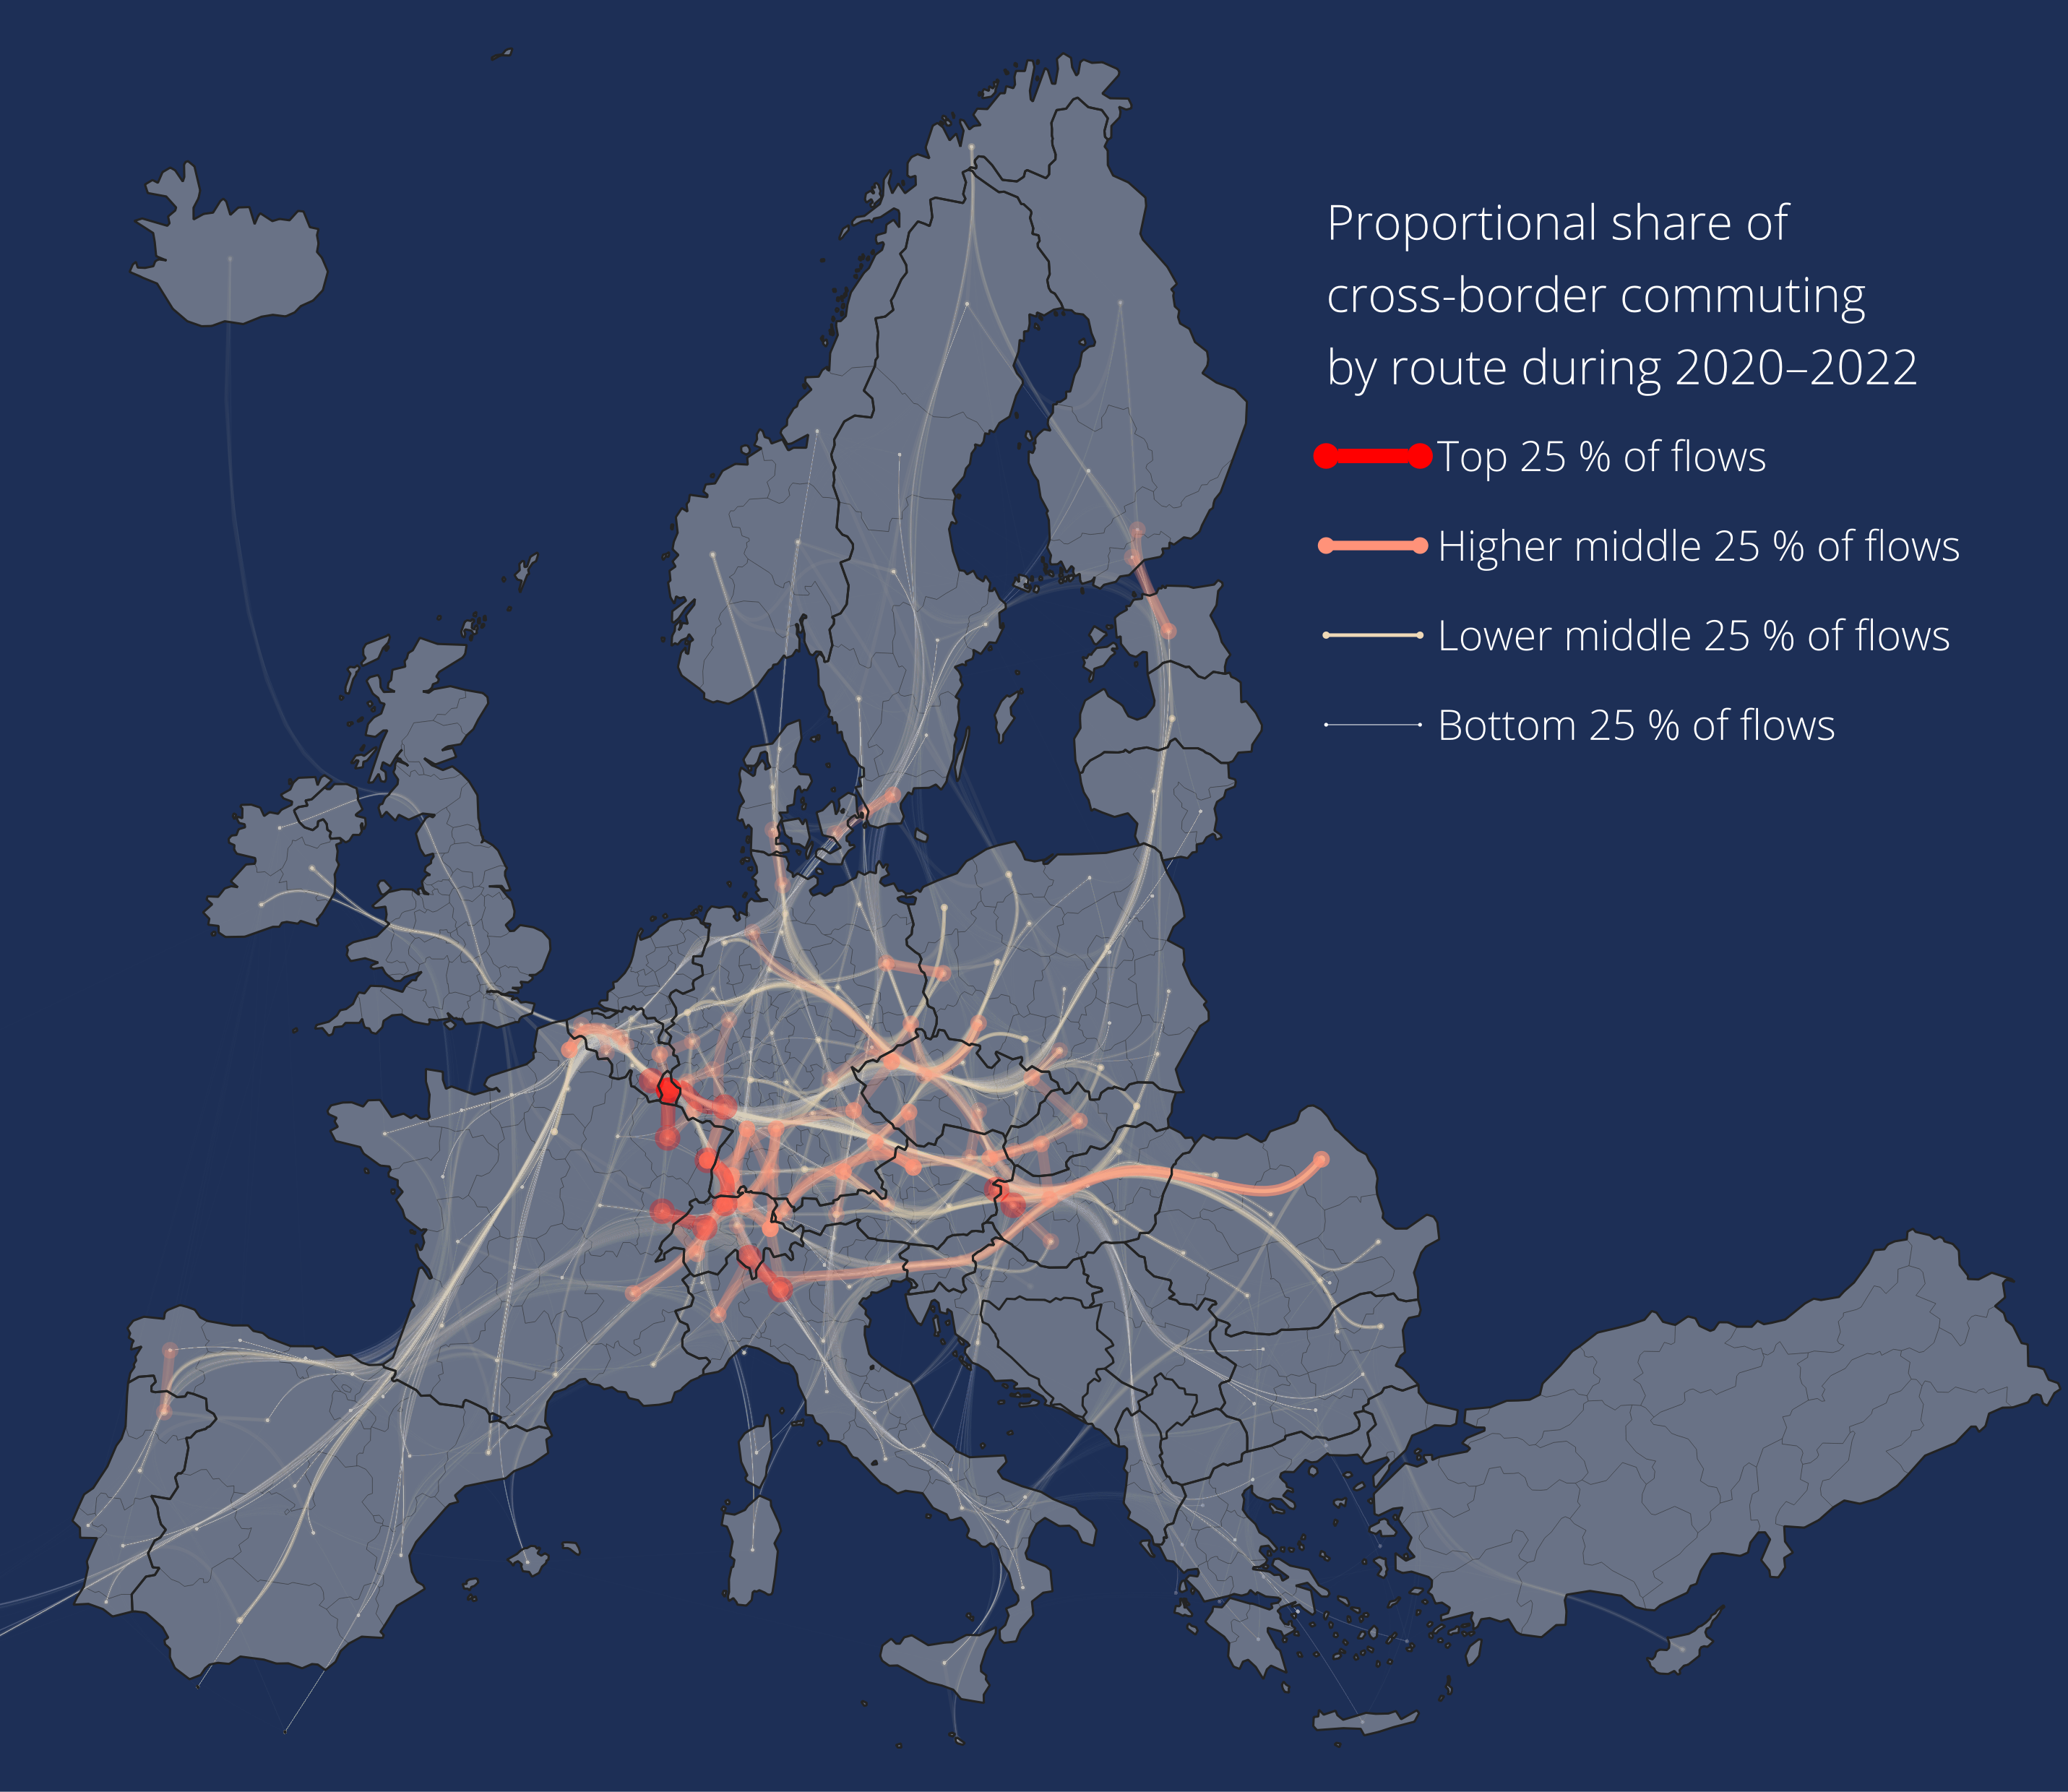 Proportional share of
cross-border commuting
by route during 2020–2022
Top 25 % of flows
Higher middle 25 % of flows
Lower middle 25 % of flows
Bottom 25 % of flows